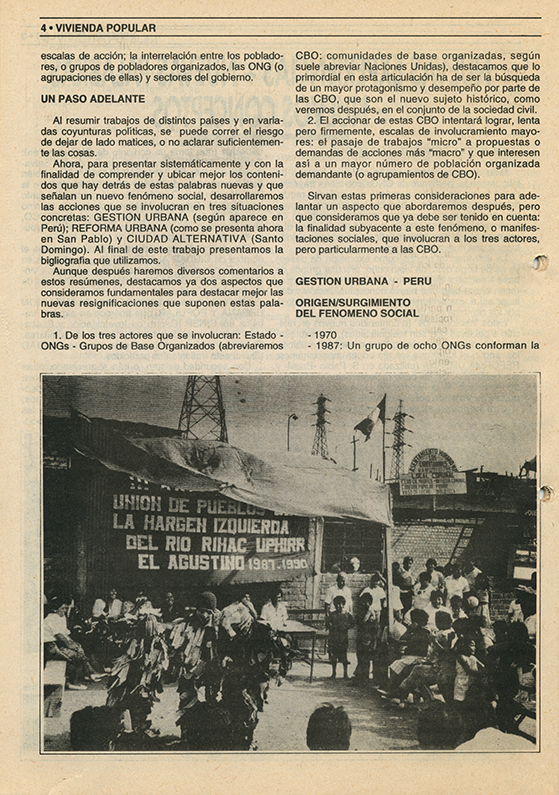 4 • VIVIENDA POPULAR
escalas de acción; la interrelación entre los poblado-
res, o grupos de pobladores organizados, las ONG (o
agrupaciones de ellas) y sectores del gobierno.
UN PASO ADELANTE
Al resumir trabajos de distintos países y en varia-
das coyunturas políticas, se puede correr el riesgo
de dejar de lado matices, o no aclarar suficientemen-
te las cosas.
Ahora, para presentar sistemáticamente y con la
finalidad de comprender y ubicar mejor los conteni-
dos que hay detrás de estas palabras nuevas y que
señalan un nuevo fenómeno social, desarrollaremos
las acciones que se involucran en tres situaciones
concretas: GESTION URBANA (según aparece en
Perú); REFORMA URBANA (como se presenta ahora
en San Pablo) y CIUDAD ALTERNATIVA (Santo
Domingo). Al final de este trabajo presentamos la
bigliografia que utilizamos.
Aunque después haremos diversos comentarios a
estos resúmenes, destacamos ya dos aspectos que
consideramos fundamentales para destacar mejor las
nuevas resignificaciones que suponen estas pala-
bras.
1. De los tres actores que se involucran: Estado -
ONGs - Grupos de Base Organizados (abreviaremos
CBO: comunidades de base organizadas, según
suele abreviar Naciones Unidas), destacamos que lo
primordial en esta articulación ha de ser la búsqueda
de un mayor protagonismo y desempeño por parte de
las CBO, que son el nuevo sujeto histórico, como
veremos después, en el conjunto de la sociedad civil.
2. El accionar de estas CBO intentará lograr, lenta
pero firmemente, escalas de involucramiento mayo-
res: el pasaje de trabajos "micro" a propuestas o
demandas de acciones más "macro" y que interesen
así a un mayor número de población organizada
demandante (o agrupamientos de CBO).
Sirvan estas primeras consideraciones para ade-
lantar un aspecto que abordaremos después, pero
que consideramos que ya debe ser tenido en cuenta:
la finalidad subyacente a este fenómeno, o manifes-
taciones sociales, que involucran a los tres actores,
pero particularmente a las CBO.
GESTION URBANA - PERU
ORIGEN/SURGIMIENTO
DEL FENOMENO SOCIAL
- 1970
- 1987: Un grupo de ocho ONGs conforman la
UNION DE PUEBLOS
LA MARGEN IZQUIERDA
DEL RIO RIMAC UPMIRR
EL AGUSTINO 1987-1990
LOCAL COMUNAL